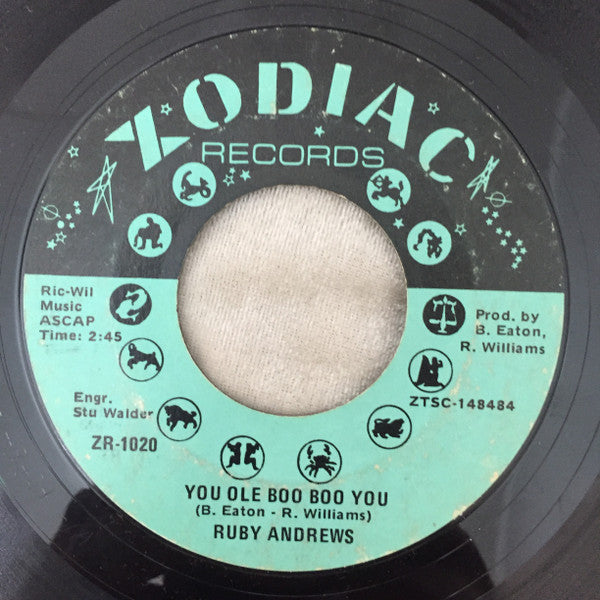 ZODIAC
RECORDS
Ric-Wil
Music
ASCAP
Time: 2:45
Prod. by
B. Eaton,
R. Williams
Engr.
Stu Walder
ZTSC-148484
ZR-1020
YOU OLE BOO BOO YOU
(B. Eaton - R. Williams)
RUBY ANDREWS